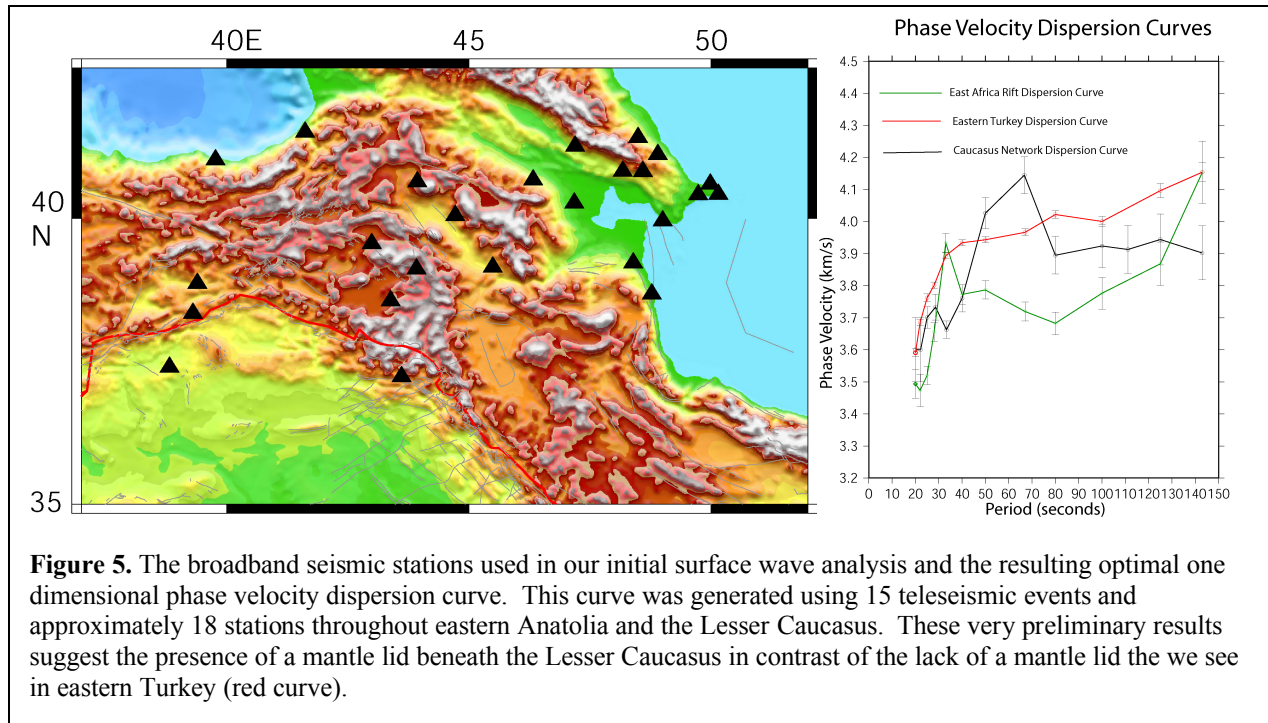 40E 45 50
40
N
35
Phase Velocity Dispersion Curves
4.5
4.4
4.3
4.2
4.1
4.0
3.9
3.8
3.7
3.6
3.5
3.4
3.3
3.2
Phase Velocity (km/s)
East Africa Rift Dispersion Curve
Eastern Turkey Dispersion Curve
Caucasus Network Dispersion Curve
0 10 20 30 40 50 60 70 80 90 100 110 120 130 140 150
Period (seconds)
Figure 5. The broadband seismic stations used in our initial surface wave analysis and the resulting optimal one
dimensional phase velocity dispersion curve. This curve was generated using 15 teleseismic events and
approximately 18 stations throughout eastern Anatolia and the Lesser Caucasus. These very preliminary results
suggest the presence of a mantle lid beneath the Lesser Caucasus in contrast of the lack of a mantle lid the we see
in eastern Turkey (red curve).